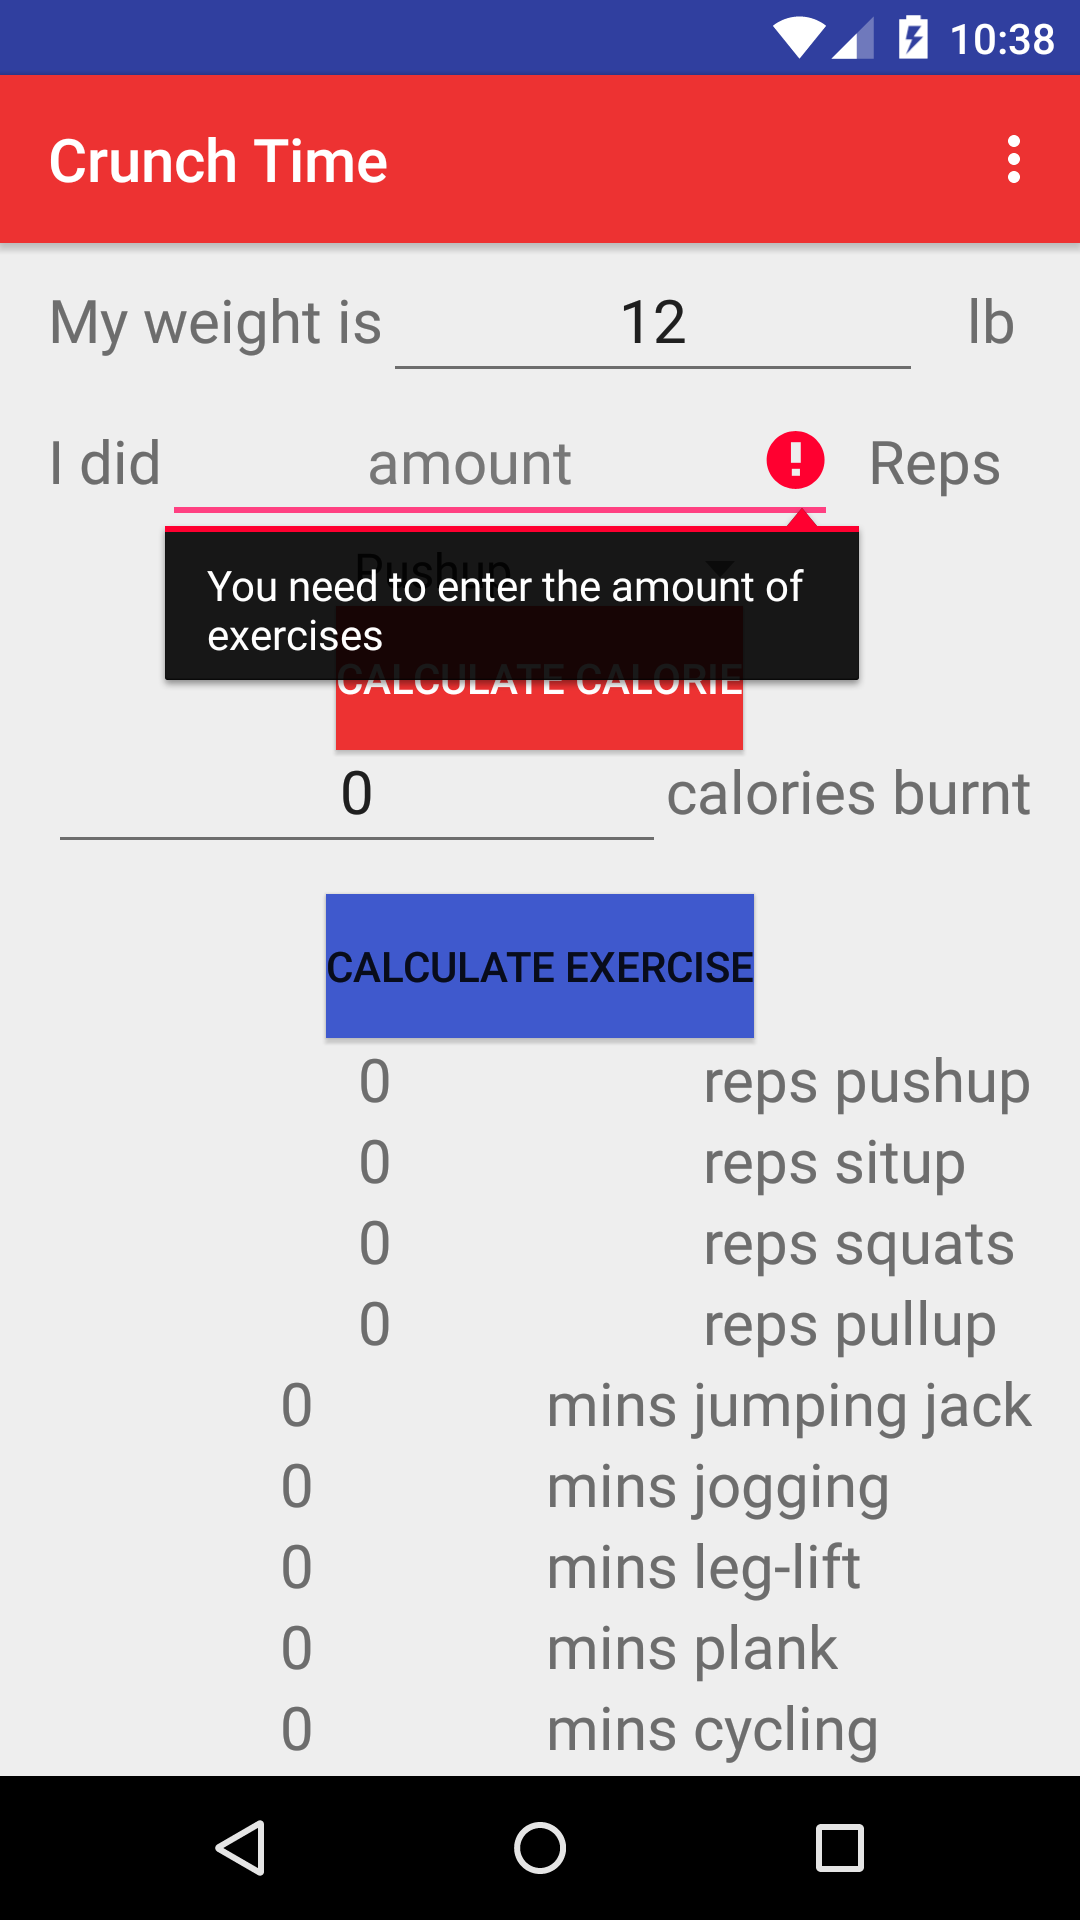 10:38
Crunch Time
My weight is 12 lb
I did amount Reps
Pushup
You need to enter the amount of
exercises
CALCULATE CALORIE
0 calories burnt
CALCULATE EXERCISE
0 reps pushup
0 reps situp
0 reps squats
0 reps pullup
0 mins jumping jack
0 mins jogging
0 mins leg-lift
0 mins plank
0 mins cycling